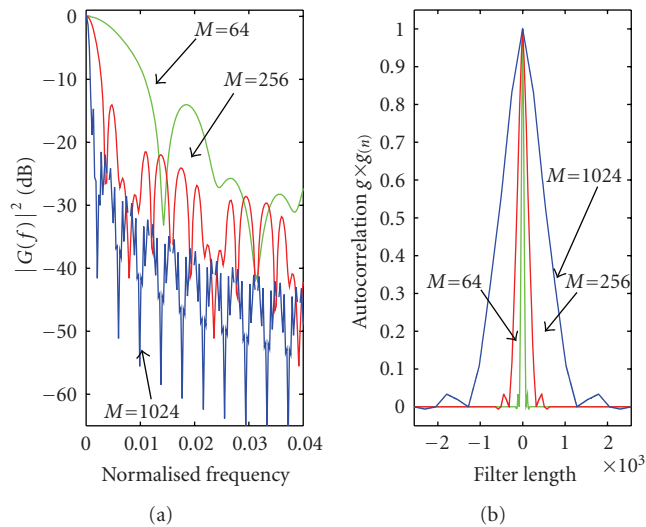 0
−10
−20
−30
−40
−50
−60
|G(f)|² (dB)
M=64
M=256
M=1024
0 0.01 0.02 0.03 0.04
Normalised frequency
(a)
1
0.9
0.8
0.7
0.6
0.5
0.4
0.3
0.2
0.1
0
Autocorrelation g×g(n)
M=1024
M=64
M=256
−2 −1 0 1 2
×10³
Filter length
(b)